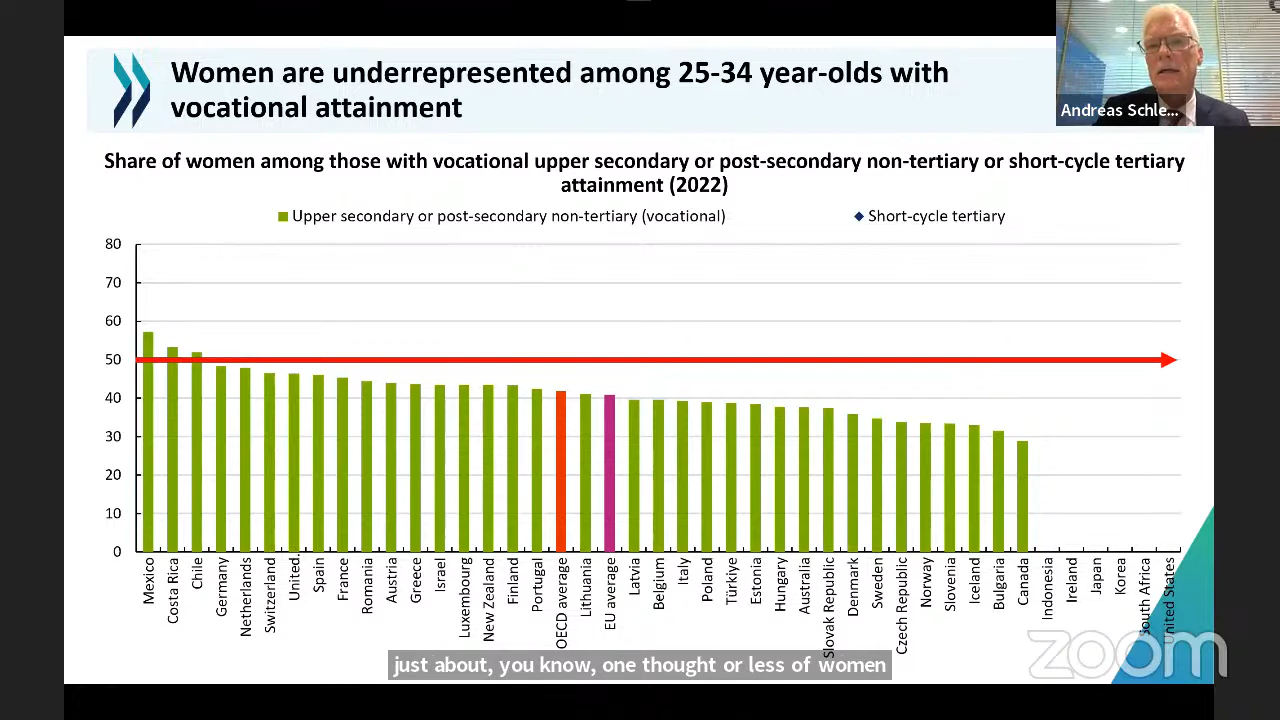 Women are underrepresented among 25-34 year-olds with
vocational attainment
Andreas Schle...
Share of women among those with vocational upper secondary or post-secondary non-tertiary or short-cycle tertiary
attainment (2022)
Upper secondary or post-secondary non-tertiary (vocational)
Short-cycle tertiary
80
70
60
50
40
30
20
10
0
Mexico
Costa Rica
Chile
Germany
Netherlands
Switzerland
United.
Spain
France
Romania
Austria
Greece
Israel
Luxembourg
New Zealand
Finland
Portugal
OECD average
Lithuania
EU average
Latvia
Belgium
Italy
Poland
Türkiye
Estonia
Hungary
Australia
Slovak Republic
Denmark
Sweden
Czech Republic
Norway
Slovenia
Iceland
Bulgaria
Canada
Indonesia
Ireland
Japan
Korea
South Africa
United States
just about, you know, one thought or less of women
zoom